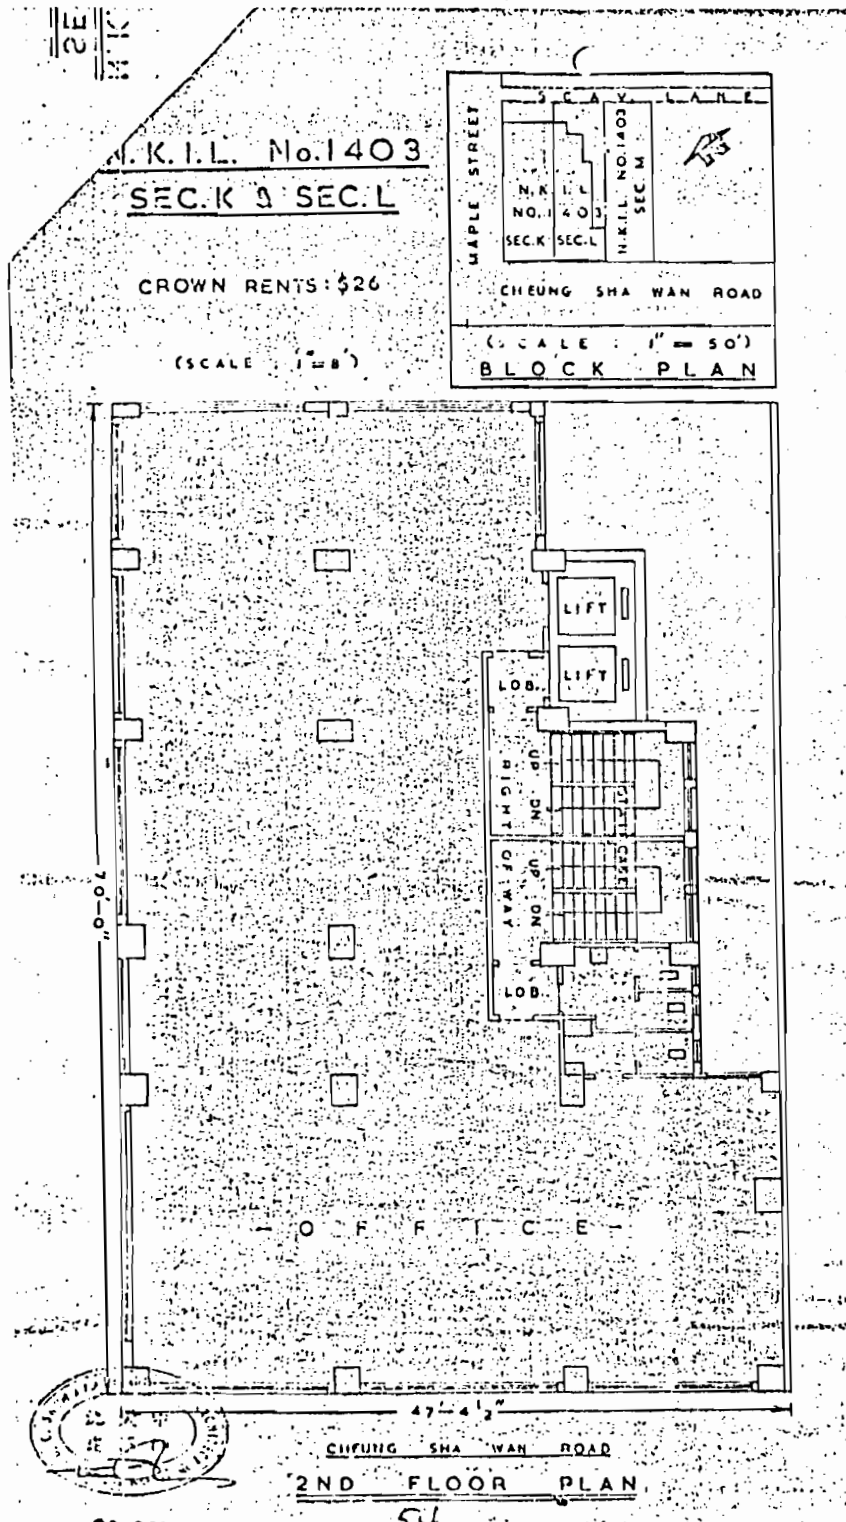 N.K.I.L. No.1403
SEC.K & SEC.L
CROWN RENTS: $26
(SCALE : 1"=8')
SCAV. LANE
MAPLE STREET
N.K.I.L.
NO.1403
SEC.K SEC.L
N.K.I.L. NO.1403
SEC.M
CHEUNG SHA WAN ROAD
(SCALE : 1" = 50')
BLOCK PLAN
LIFT
LIFT
LOB.
UP
DN
RIGHT OF WAY
STAIRCASE
UP
DN
LOB.
70'-0"
- OFFICE -
47'-4½"
CHEUNG SHA WAN ROAD
2ND FLOOR PLAN